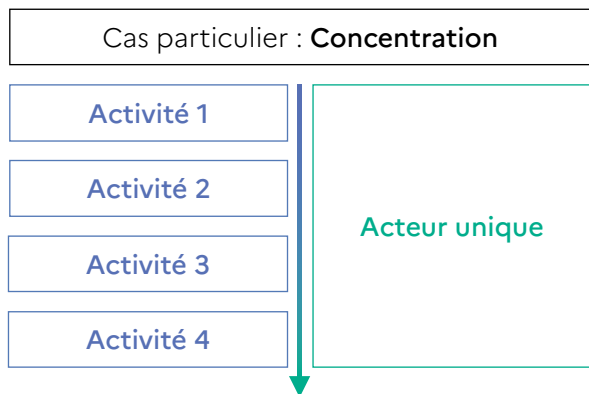 Cas particulier : Concentration
Activité 1
Activité 2
Activité 3
Activité 4
Acteur unique